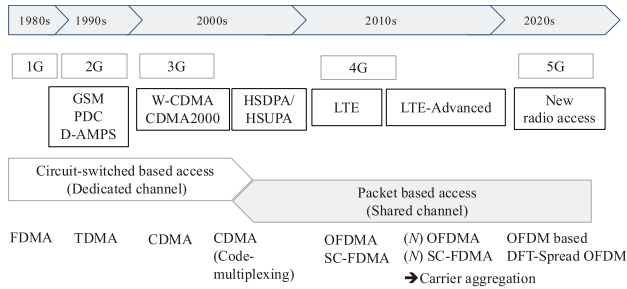 1980s 1990s 2000s 2010s 2020s
1G 2G 3G 4G 5G
GSM
PDC
D-AMPS
W-CDMA
CDMA2000
HSDPA/
HSUPA
LTE
LTE-Advanced
New
radio access
Circuit-switched based access
(Dedicated channel)
Packet based access
(Shared channel)
FDMA
TDMA
CDMA
CDMA
(Code-
multiplexing)
OFDMA
SC-FDMA
(N) OFDMA
(N) SC-FDMA
➔Carrier aggregation
OFDM based
DFT-Spread OFDM